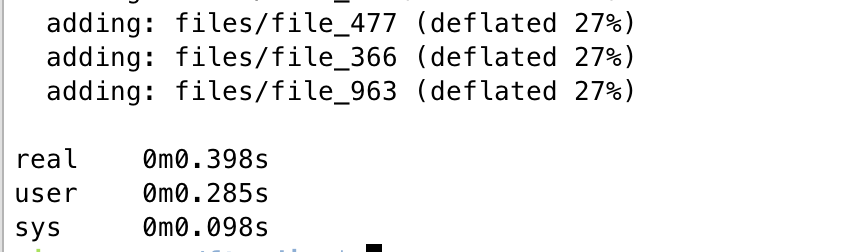 adding: files/file_477 (deflated 27%)
adding: files/file_366 (deflated 27%)
adding: files/file_963 (deflated 27%)
real 0m0.398s
user 0m0.285s
sys 0m0.098s